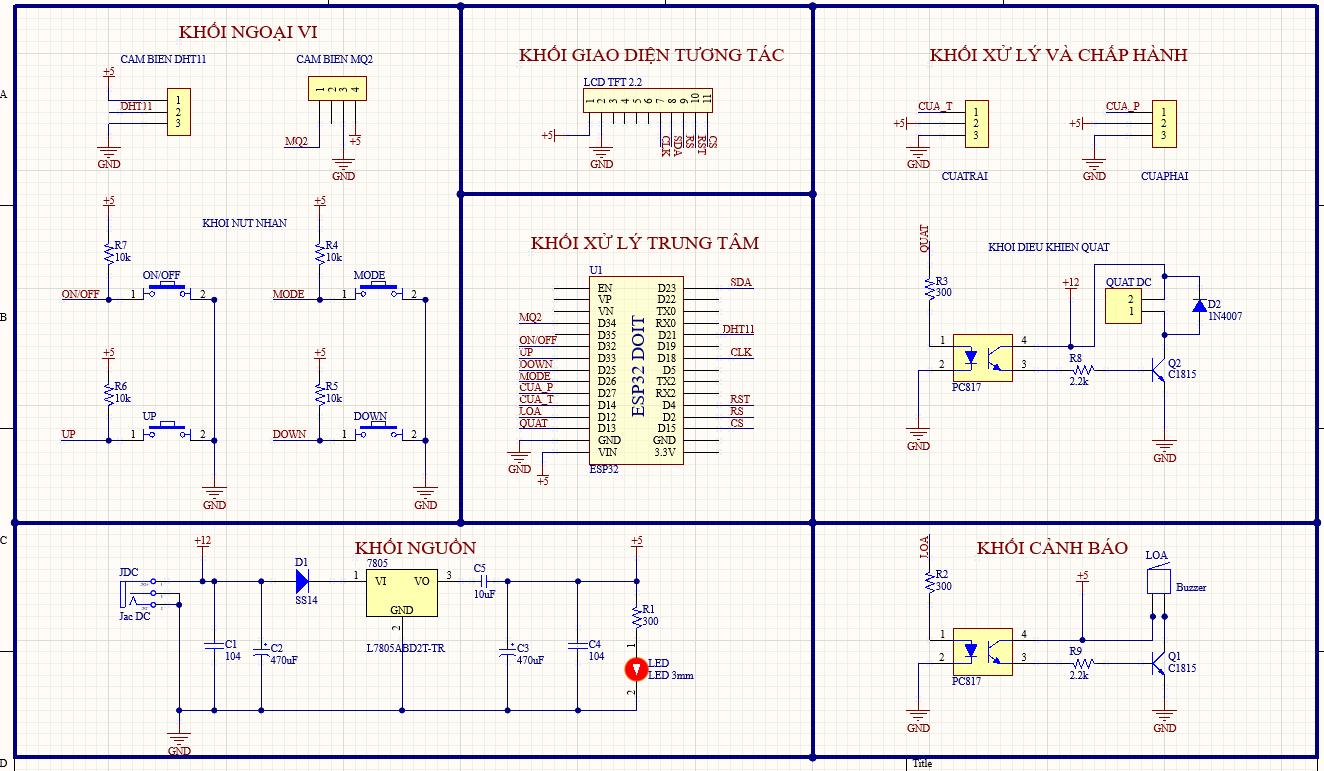 KHỐI NGOẠI VI
CAM BIEN DHT11
+5
DHT11
1
2
3
GND
CAM BIEN MQ2
1 2 3 4
MQ2
+5
GND
KHOI NUT NHAN
+5
R7
10k
ON/OFF
ON/OFF
1 2
+5
R4
10k
MODE
MODE
1 2
+5
R6
10k
UP
UP
1 2
GND
+5
R5
10k
DOWN
DOWN
1 2
GND
KHỐI GIAO DIỆN TƯƠNG TÁC
LCD TFT 2.2
1 2 3 4 5 6 7 8 9 10 11
+5
GND
CLK
SDA
RS
RST
CS
KHỐI XỬ LÝ TRUNG TÂM
U1
EN D23 SDA
VP D22
VN TX0
MQ2 D34 RX0
D35 D21 DHT11
ON/OFF D32 D19
UP D33 D18 CLK
DOWN D25 D5
MODE D26 TX2
CUA_P D27 RX2
CUA_T D14 D4 RST
LOA D12 D2 RS
QUAT D13 D15 CS
GND GND
VIN 3.3V
ESP32 DOIT
ESP32
GND
+5
KHỐI XỬ LÝ VÀ CHẤP HÀNH
CUA_T
+5
1
2
3
GND
CUATRAI
CUA_P
+5
1
2
3
GND
CUAPHAI
KHOI DIEU KHIEN QUAT
QUAT
R3
300
+12
QUAT DC
2
1
D2
1N4007
1 4
2 3
PC817
R8
2.2k
Q2
C1815
GND
GND
KHỐI NGUỒN
JDC
Jac DC
+12
D1
SS14
7805
1 VI VO 3
GND
2
L7805ABD2T-TR
C5
10uF
+5
C1
104
C2
470uF
C3
470uF
C4
104
R1
300
1
LED
LED 3mm
2
GND
KHỐI CẢNH BÁO
LOA
R2
300
+5
LOA
Buzzer
1 4
2 3
PC817
R9
2.2k
Q1
C1815
GND
GND
A
B
C
D
Title